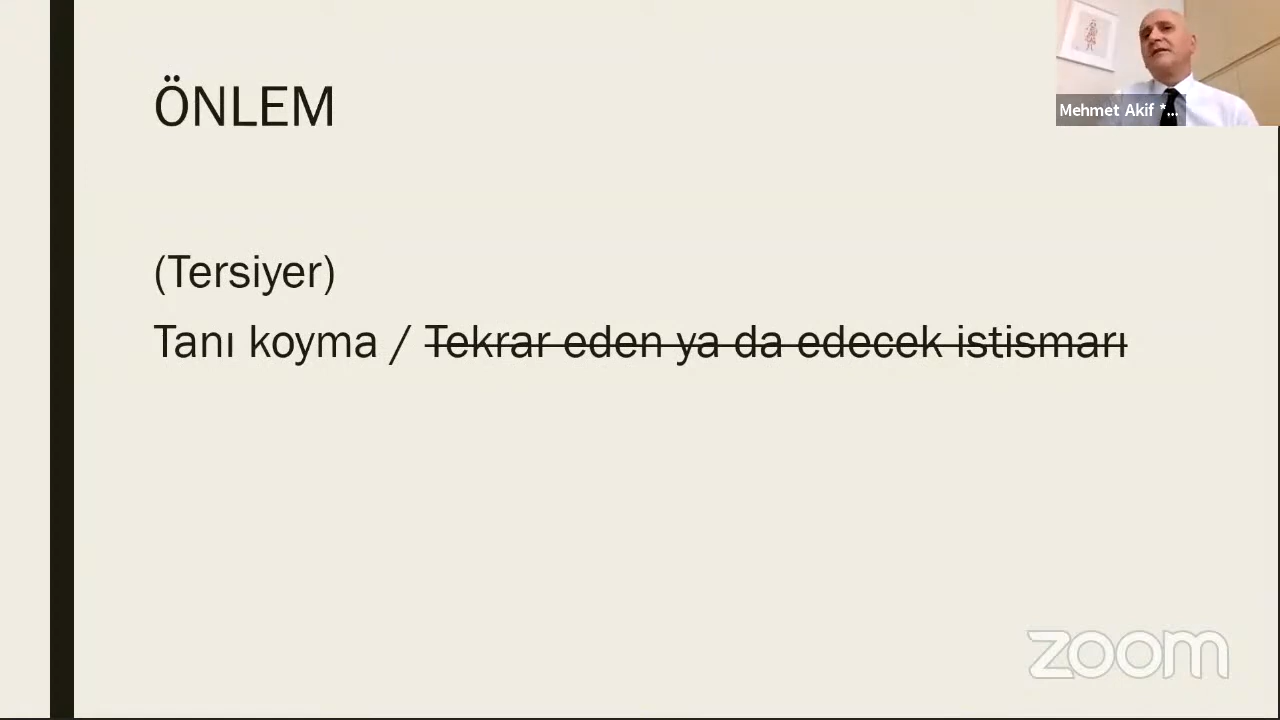 ÖNLEM
Mehmet Akif *...
(Tersiyer)
Tanı koyma / Tekrar eden ya da edecek istismarı
zoom